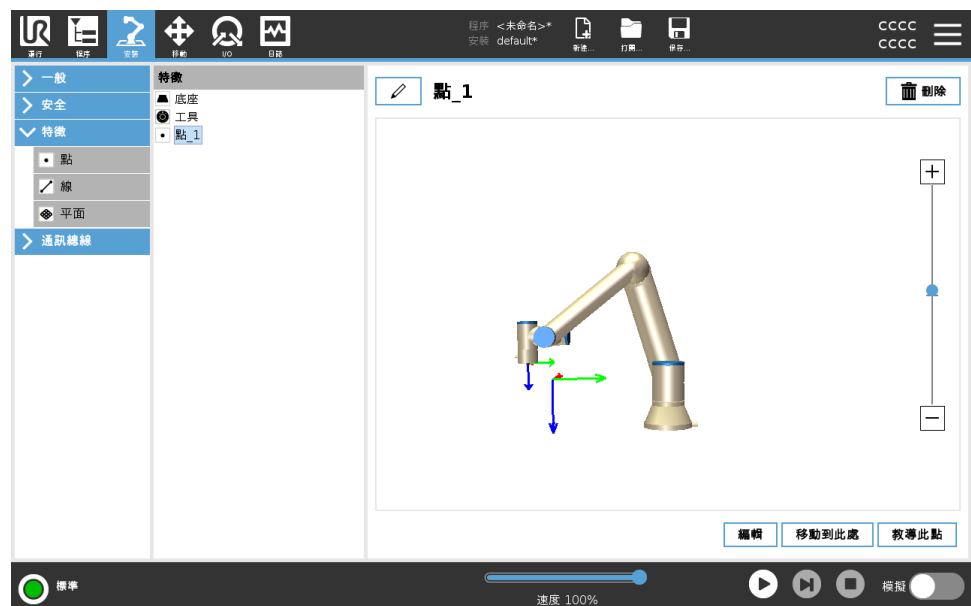 UR
運行
程序
安裝
移動
I/O
日誌
程序 <未命名>*
安裝 default*
新建...
打開...
保存...
CCCC
CCCC
一般
安全
特徵
點
線
平面
通訊總線
特徵
底座
工具
點_1
點_1
刪除
編輯
移動到此處
教導此點
標準
速度 100%
模擬